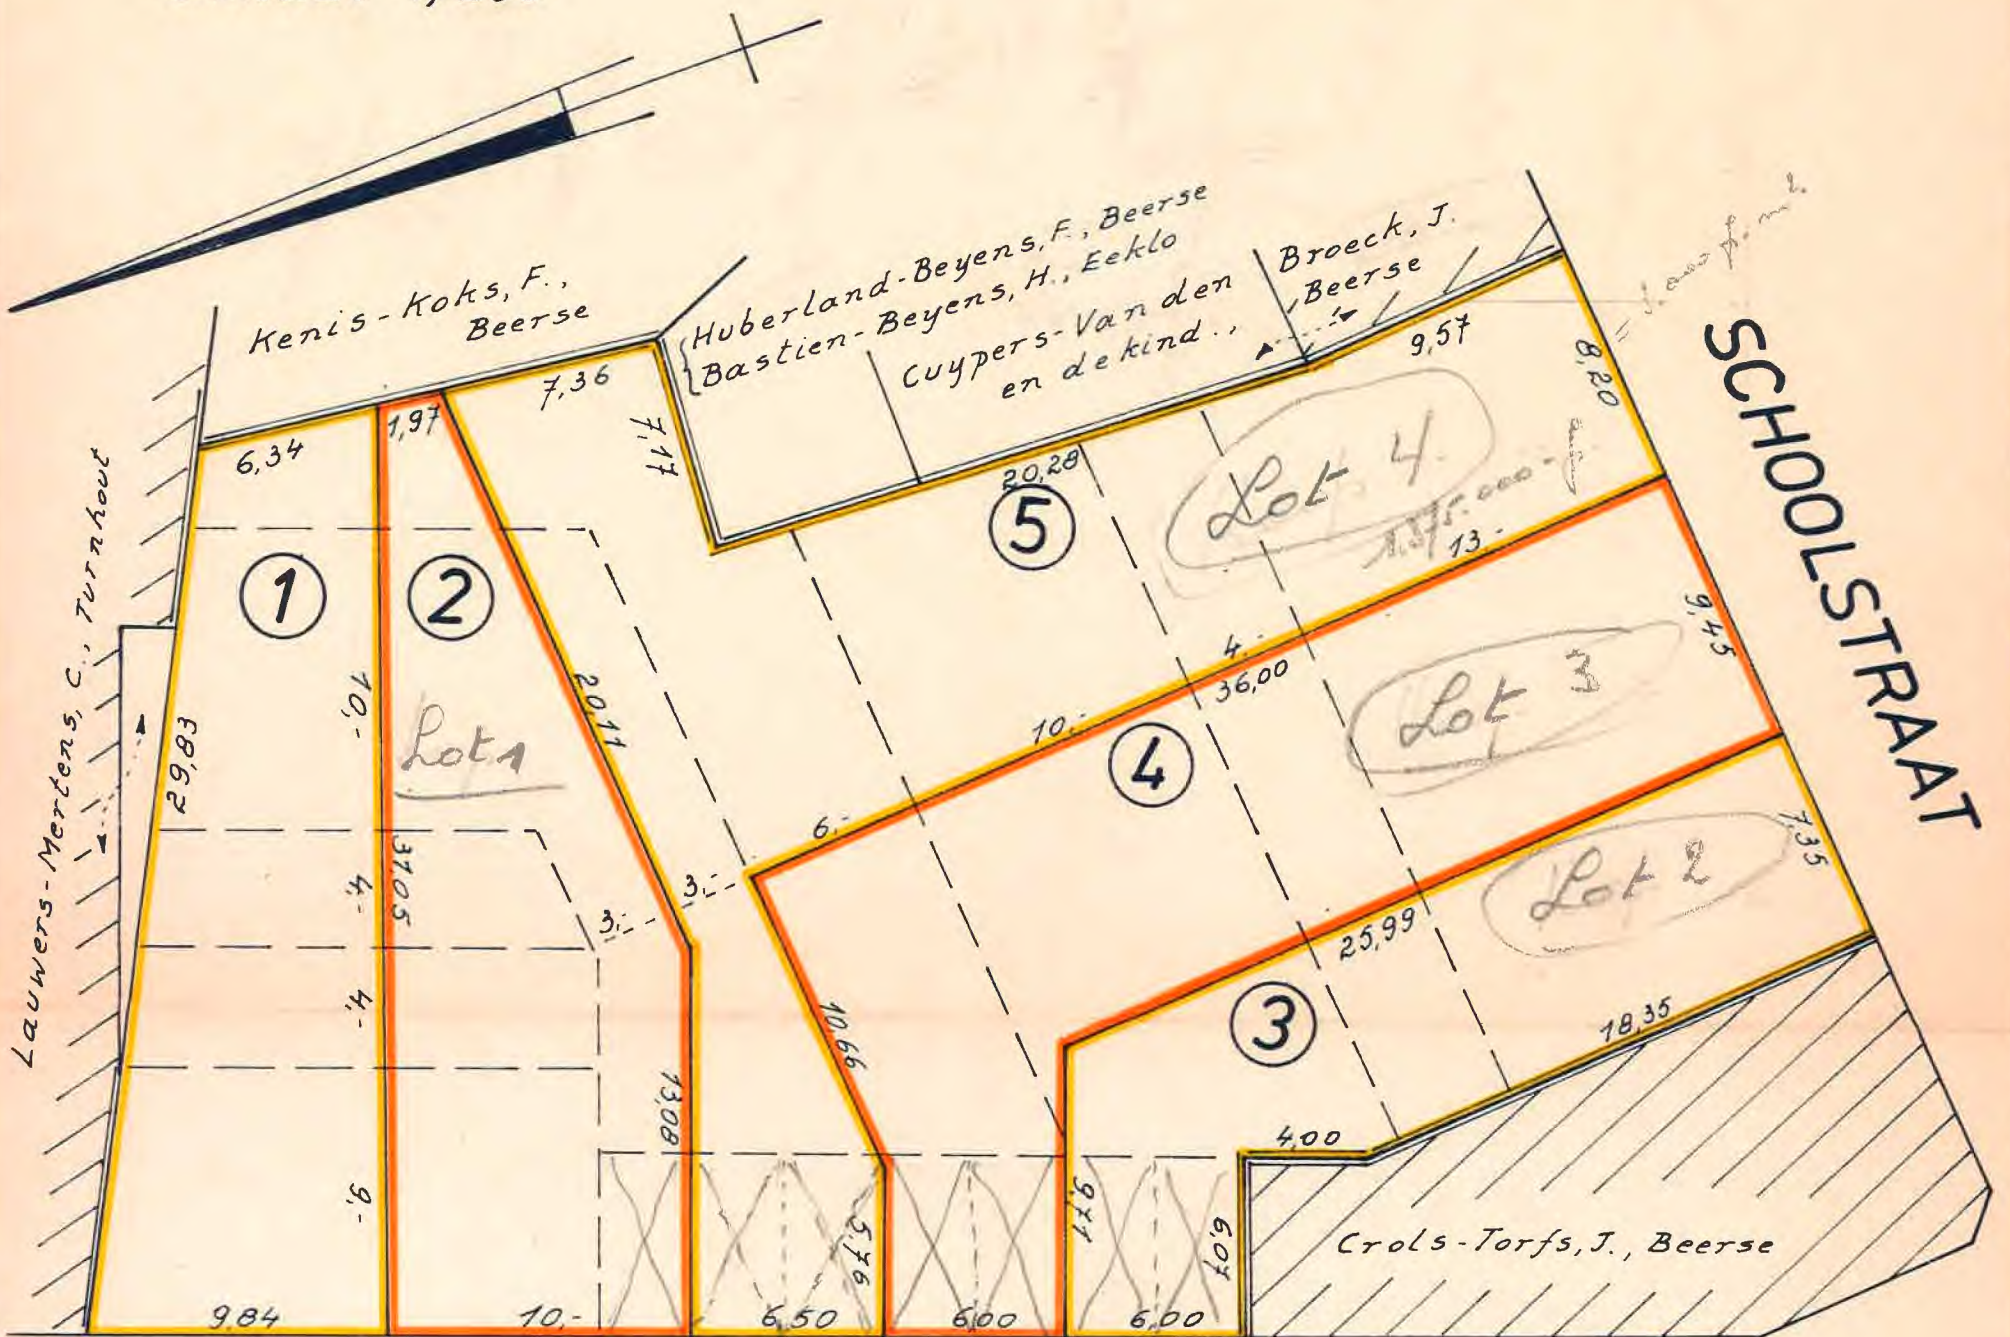 Kenis-Koks, F.,
Beerse
Huberland-Beyens, F., Beerse
Bastien-Beyens, H., Eeklo
Cuypers-Van den
en de kind.,
Broeck, J.
Beerse
SCHOOLSTRAAT
Lauwers-Mertens, C., Turnhout
6,34
1,97
7,36
7,17
20,28
9,57
8,20
1
2
5
Lot 4
13.-
9,45
10,-
29,83
Lot 1
20,11
4.-
36,00
10.-
Lot 3
4
6,-
7,35
Lot 2
31,05
4,-
3,-
3,-
25,99
10,66
3
18,35
4,-
13,08
4,00
9,-
5,76
9,71
6,07
Crols-Torfs, J., Beerse
9,84
10,-
6,50
6,00
6,00